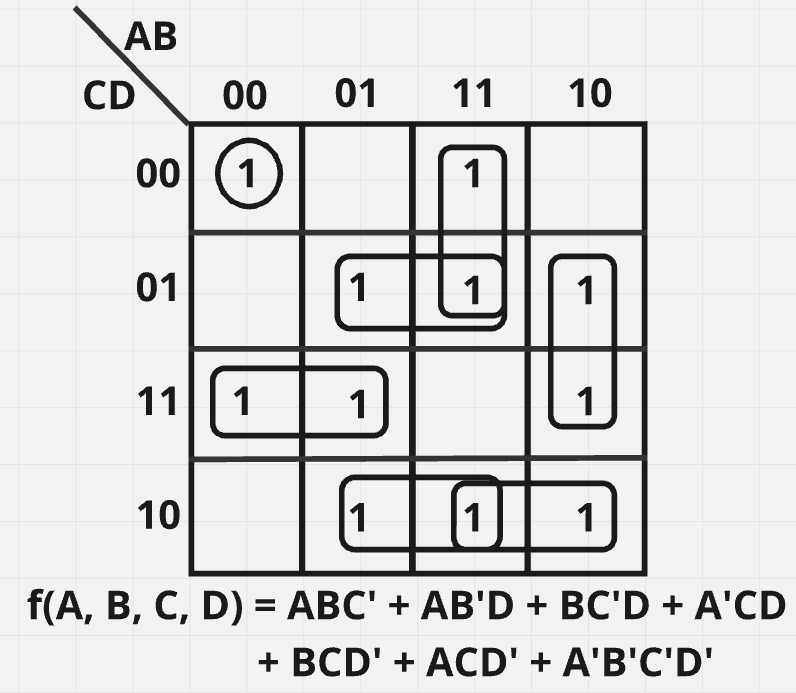 AB
CD 00 01 11 10
00 1 1
01 1 1 1
11 1 1 1
10 1 1 1
f(A, B, C, D) = ABC' + AB'D + BC'D + A'CD
+ BCD' + ACD' + A'B'C'D'